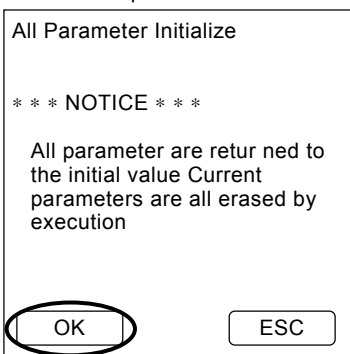 All Parameter Initialize
* * * NOTICE * * *
All parameter are retur ned to
the initial value Current
parameters are all erased by
execution
OK ESC